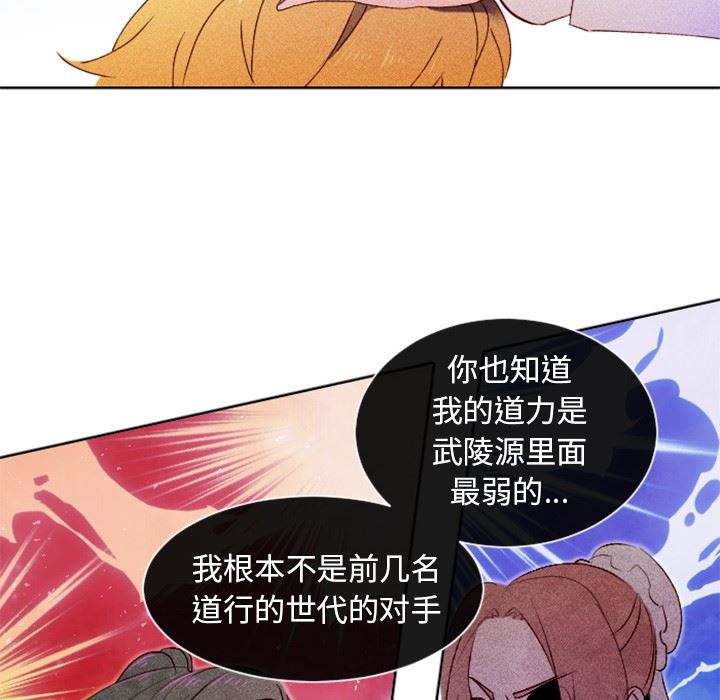 你也知道
我的道力是
武陵源里面
最弱的...
我根本不是前几名
道行的世代的对手